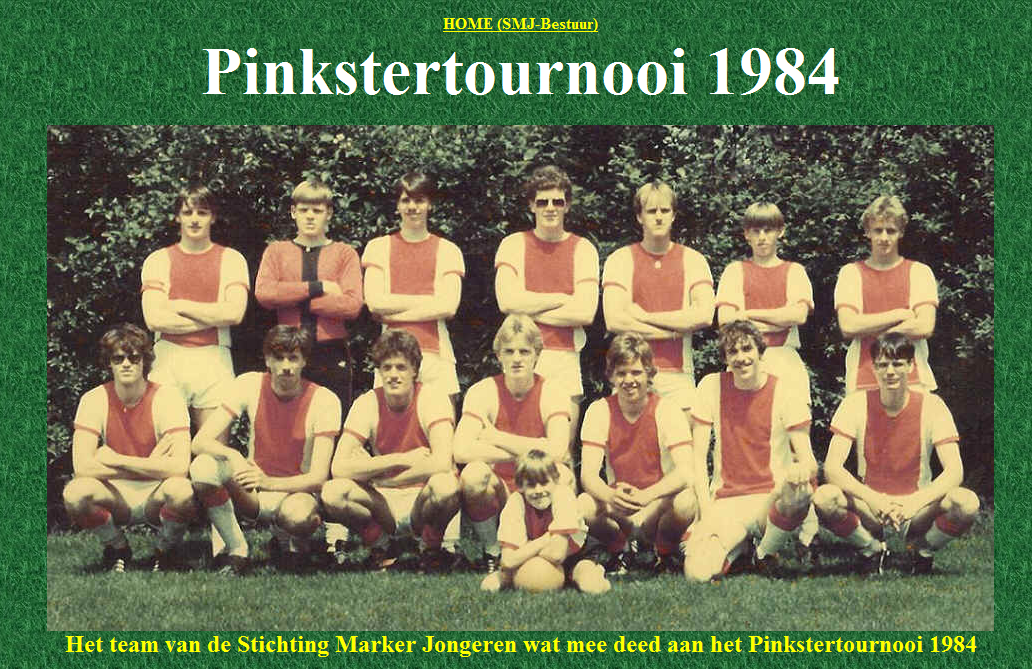 HOME (SMJ-Bestuur)
Pinkstertournooi 1984
Het team van de Stichting Marker Jongeren wat mee deed aan het Pinkstertournooi 1984